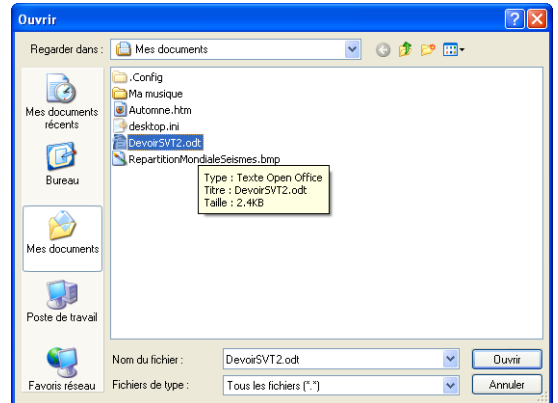 Ouvrir
Regarder dans :
Mes documents
Mes documents
récents
Bureau
Mes documents
Poste de travail
Favoris réseau
.Config
Ma musique
Automne.htm
desktop.ini
DevoirSVT2.odt
RepartitionMondialeSeismes.bmp
Type : Texte Open Office
Titre : DevoirSVT2.odt
Taille : 2.4KB
Nom du fichier :
DevoirSVT2.odt
Ouvrir
Fichiers de type :
Tous les fichiers (*.*)
Annuler